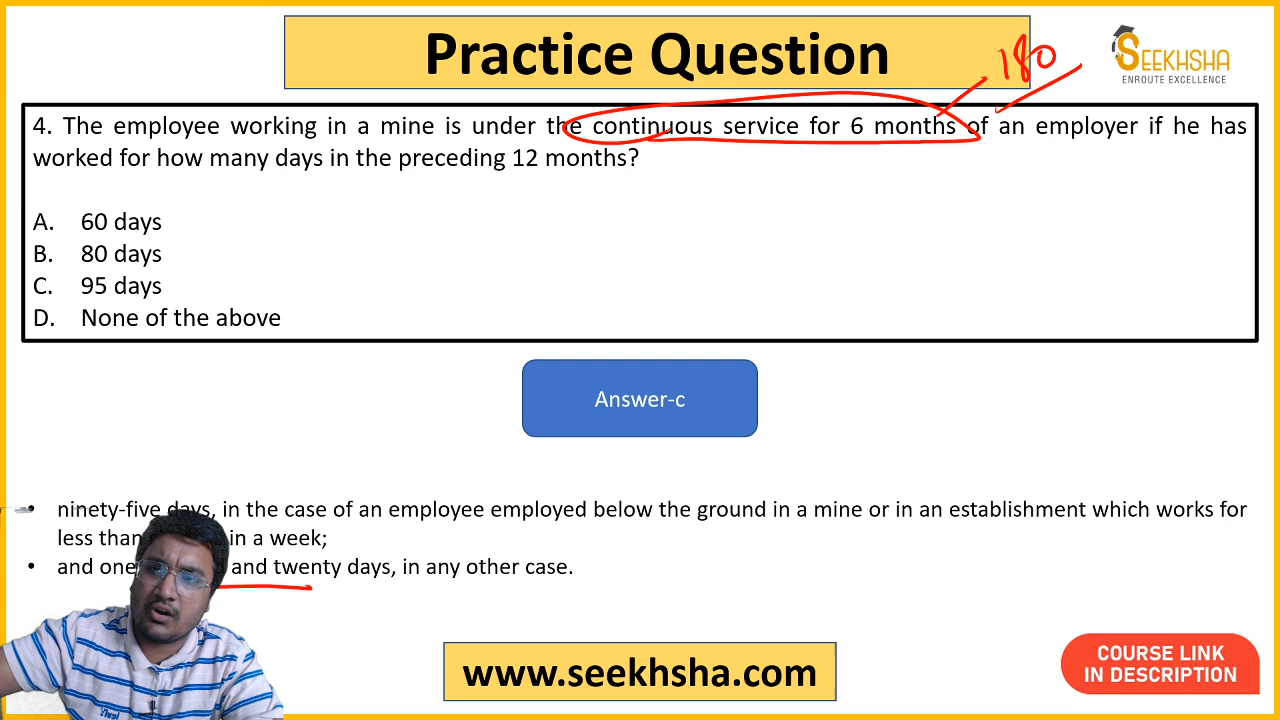 Practice Question
180
SEEKHSHA
ENROUTE EXCELLENCE
4. The employee working in a mine is under the continuous service for 6 months of an employer if he has
worked for how many days in the preceding 12 months?
A. 60 days
B. 80 days
C. 95 days
D. None of the above
Answer-c
• ninety-five days, in the case of an employee employed below the ground in a mine or in an establishment which works for
less than in a week;
• and one and twenty days, in any other case.
www.seekhsha.com
COURSE LINK
IN DESCRIPTION